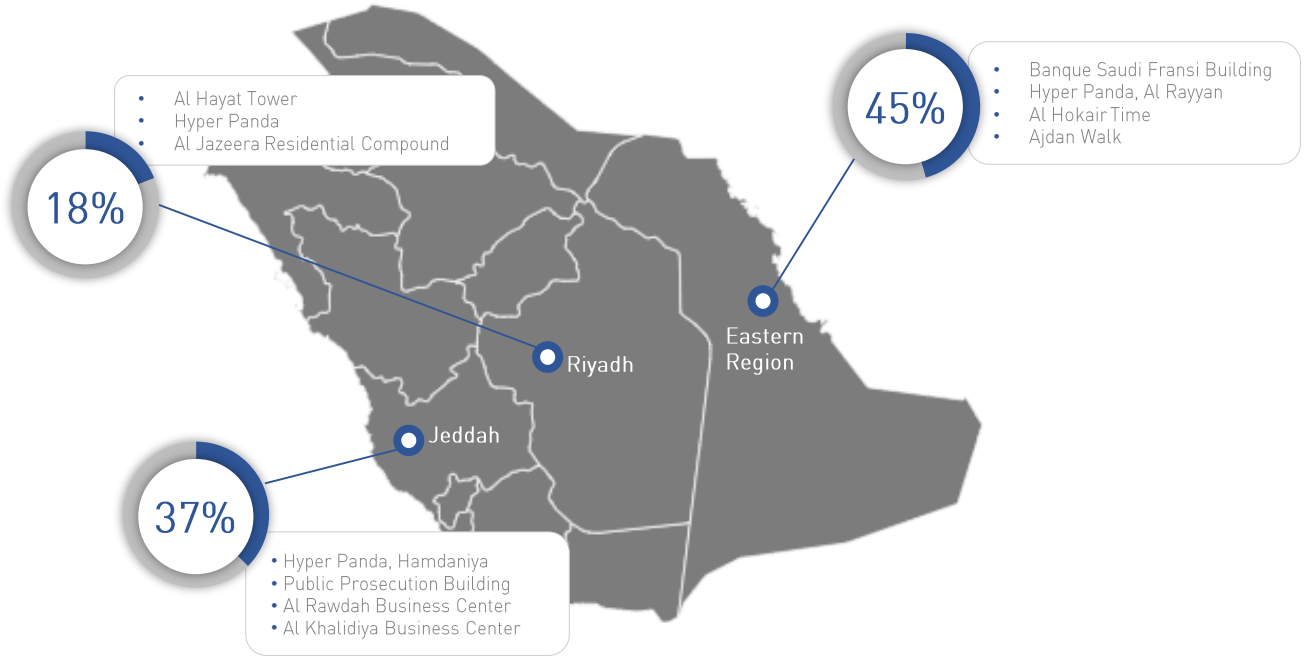 18%
• Al Hayat Tower
• Hyper Panda
• Al Jazeera Residential Compound
45%
• Banque Saudi Fransi Building
• Hyper Panda, Al Rayyan
• Al Hokair Time
• Ajdan Walk
Eastern
Region
Riyadh
Jeddah
37%
• Hyper Panda, Hamdaniya
• Public Prosecution Building
• Al Rawdah Business Center
• Al Khalidiya Business Center